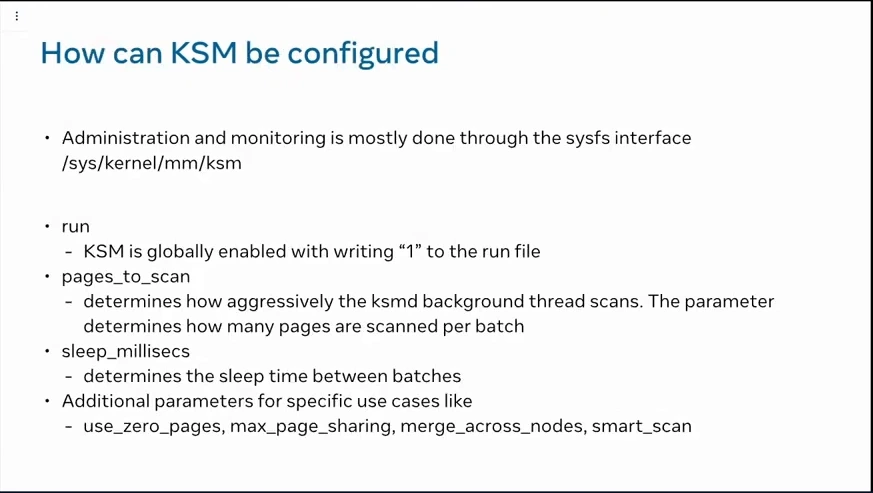 How can KSM be configured
• Administration and monitoring is mostly done through the sysfs interface
/sys/kernel/mm/ksm
• run
– KSM is globally enabled with writing “1” to the run file
• pages_to_scan
– determines how aggressively the ksmd background thread scans. The parameter
determines how many pages are scanned per batch
• sleep_millisecs
– determines the sleep time between batches
• Additional parameters for specific use cases like
– use_zero_pages, max_page_sharing, merge_across_nodes, smart_scan